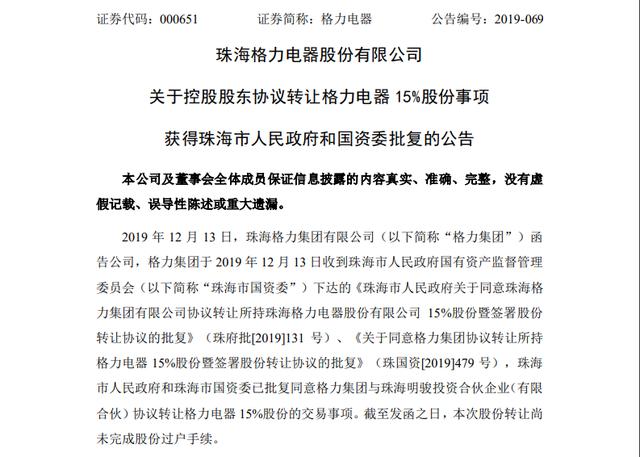 证券代码：000651 证券简称：格力电器 公告编号：2019-069
珠海格力电器股份有限公司
关于控股股东协议转让格力电器 15%股份事项
获得珠海市人民政府和国资委批复的公告
本公司及董事会全体成员保证信息披露的内容真实、准确、完整，没有虚
假记载、误导性陈述或重大遗漏。
2019 年 12 月 13 日，珠海格力集团有限公司（以下简称“格力集团”）函
告公司，格力集团于 2019 年 12 月 13 日收到珠海市人民政府国有资产监督管理
委员会（以下简称“珠海市国资委”）下达的《珠海市人民政府关于同意珠海格
力集团有限公司协议转让所持珠海格力电器股份有限公司 15%股份暨签署股份
转让协议的批复》（珠府批[2019]131 号）、《关于同意格力集团协议转让所持
格力电器 15%股份暨签署股份转让协议的批复》（珠国资[2019]479 号），珠海
市人民政府和珠海市国资委已批复同意格力集团与珠海明骏投资合伙企业（有限
合伙）协议转让格力电器 15%股份的交易事项。截至发函之日，本次股份转让尚
未完成股份过户手续。